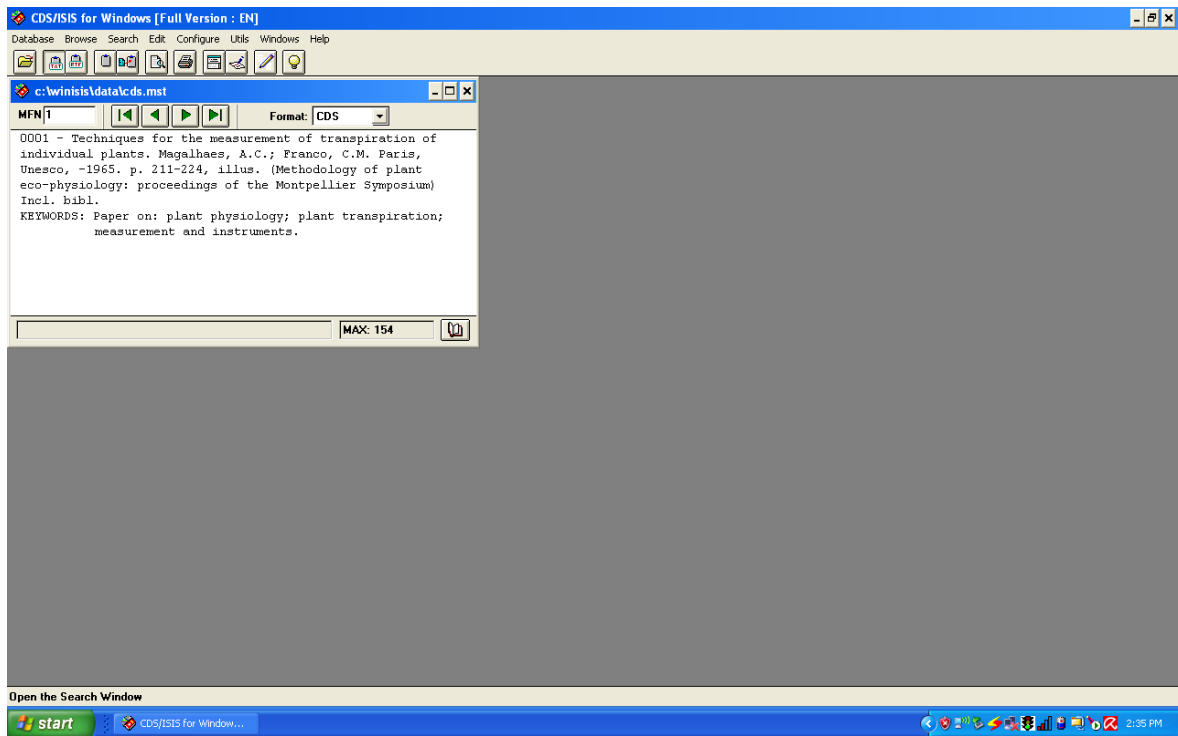 CDS/ISIS for Windows [Full Version : EN]
Database Browse Search Edit Configure Utils Windows Help
c:\winisis\data\cds.mst
MFN 1 Format: CDS
0001 - Techniques for the measurement of transpiration of
individual plants. Magalhaes, A.C.; Franco, C.M. Paris,
Unesco, -1965. p. 211-224, illus. (Methodology of plant
eco-physiology: proceedings of the Montpellier Symposium)
Incl. bibl.
KEYWORDS: Paper on: plant physiology; plant transpiration;
measurement and instruments.
MAX: 154
Open the Search Window
start CDS/ISIS for Window... 2:35 PM